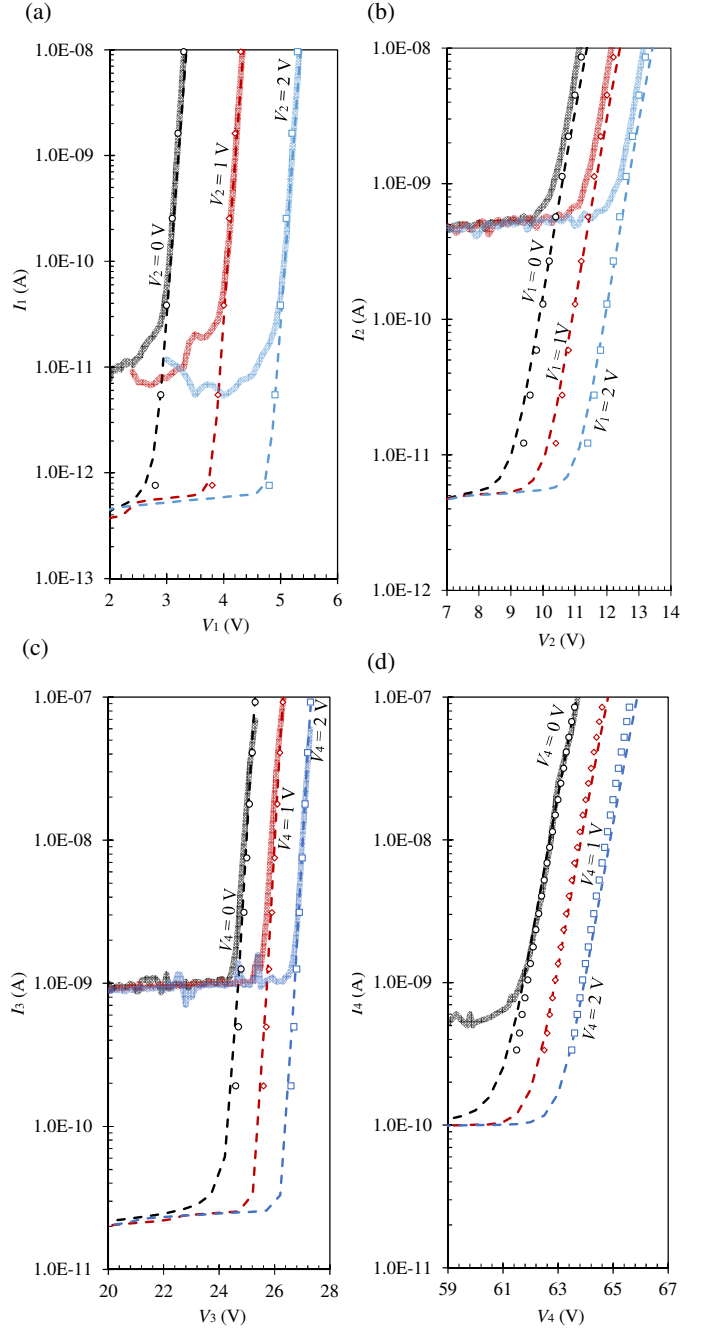 (a)
1.0E-08
1.0E-09
1.0E-10
1.0E-11
1.0E-12
1.0E-13
I1 (A)
V2 = 0 V
V2 = 1 V
V2 = 2 V
2 3 4 5 6
V1 (V)
(b)
1.0E-08
1.0E-09
1.0E-10
1.0E-11
1.0E-12
I2 (A)
V1 = 0 V
V1 = 1V
V1 = 2 V
7 8 9 10 11 12 13 14
V2 (V)
(c)
1.0E-07
1.0E-08
1.0E-09
1.0E-10
1.0E-11
I3 (A)
V4 = 0 V
V4 = 1 V
V4 = 2 V
20 22 24 26 28
V3 (V)
(d)
1.0E-07
1.0E-08
1.0E-09
1.0E-10
1.0E-11
I4 (A)
V4 = 0 V
V4 = 1 V
V4 = 2 V
59 61 63 65 67
V4 (V)